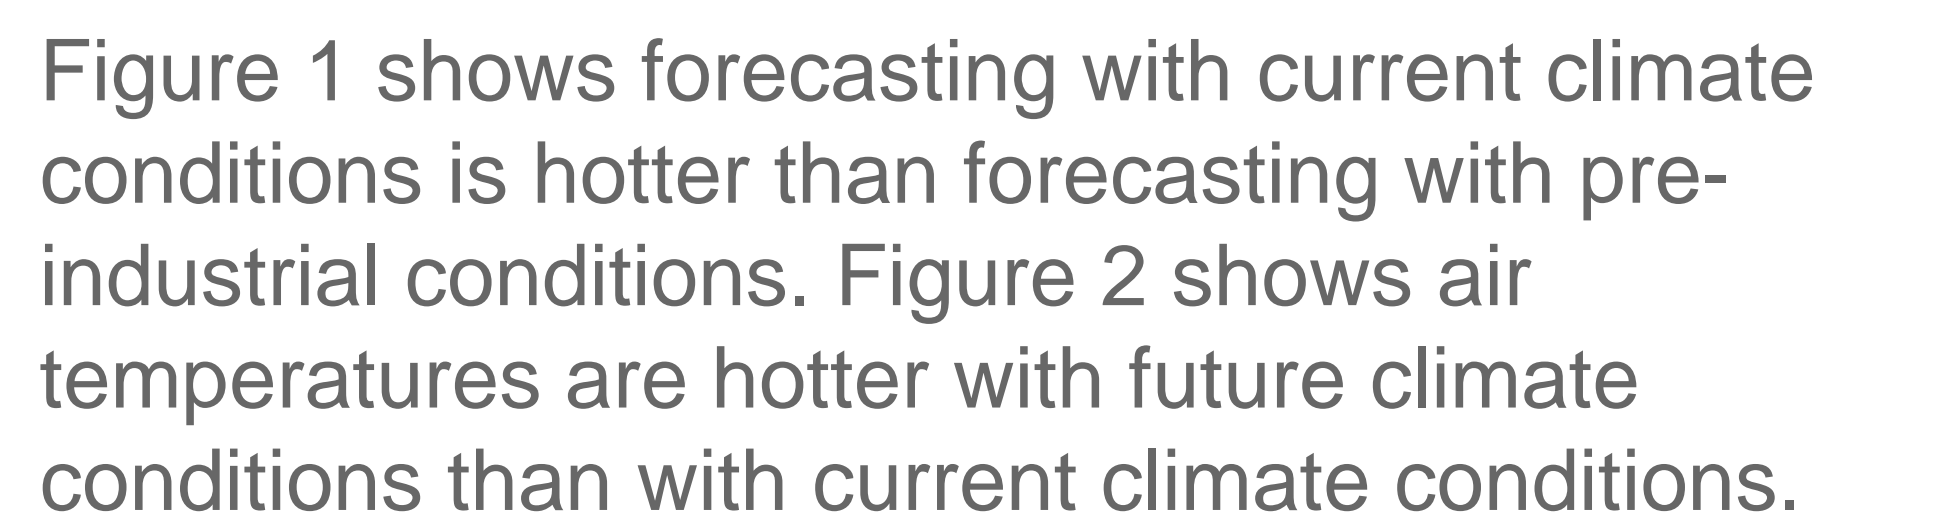 Figure 1 shows forecasting with current climate
conditions is hotter than forecasting with pre-
industrial conditions. Figure 2 shows air
temperatures are hotter with future climate
conditions than with current climate conditions.